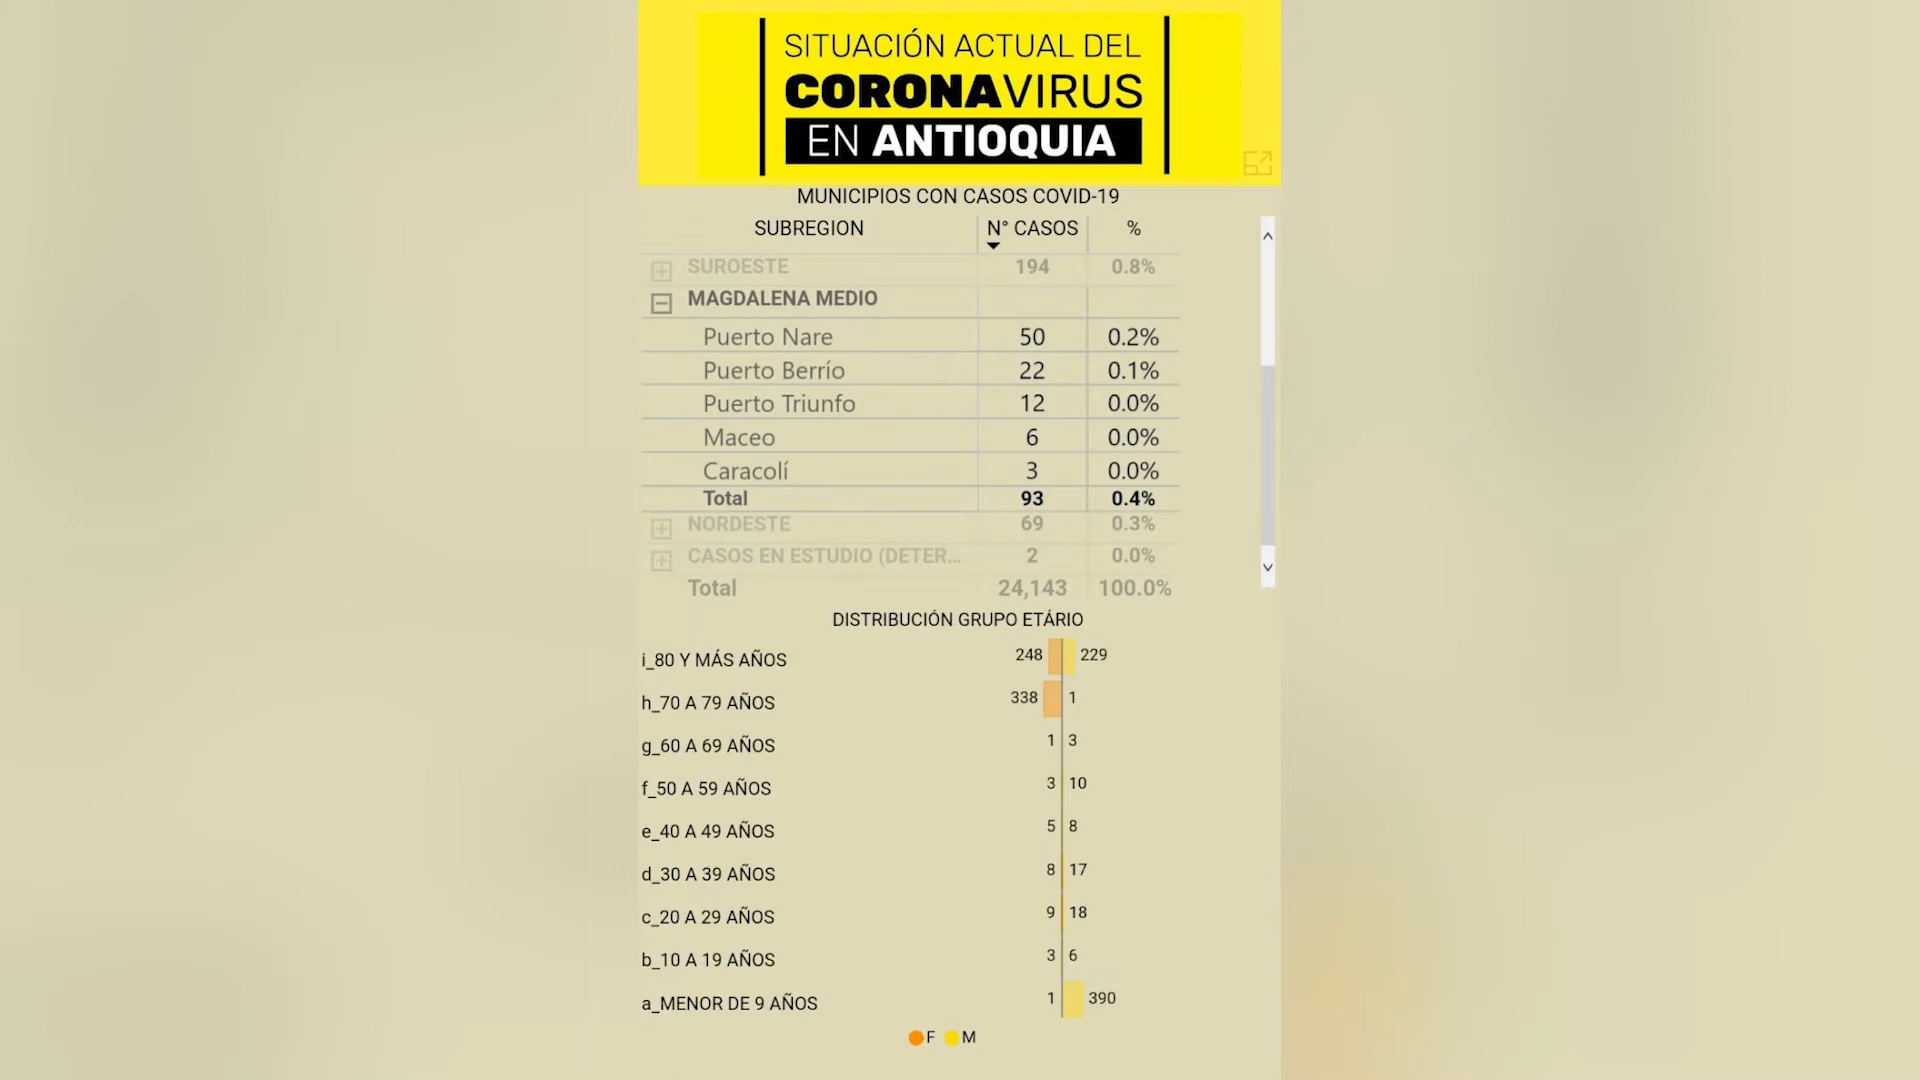 SITUACIÓN ACTUAL DEL
CORONAVIRUS
EN ANTIOQUIA
MUNICIPIOS CON CASOS COVID-19
SUBREGION N° CASOS %
SUROESTE 194 0.8%
MAGDALENA MEDIO
Puerto Nare 50 0.2%
Puerto Berrío 22 0.1%
Puerto Triunfo 12 0.0%
Maceo 6 0.0%
Caracolí 3 0.0%
Total 93 0.4%
NORDESTE 69 0.3%
CASOS EN ESTUDIO (DETER... 2 0.0%
Total 24,143 100.0%
DISTRIBUCIÓN GRUPO ETÁRIO
i_80 Y MÁS AÑOS 248 229
h_70 A 79 AÑOS 338 1
g_60 A 69 AÑOS 1 3
f_50 A 59 AÑOS 3 10
e_40 A 49 AÑOS 5 8
d_30 A 39 AÑOS 8 17
c_20 A 29 AÑOS 9 18
b_10 A 19 AÑOS 3 6
a_MENOR DE 9 AÑOS 1 390
F M